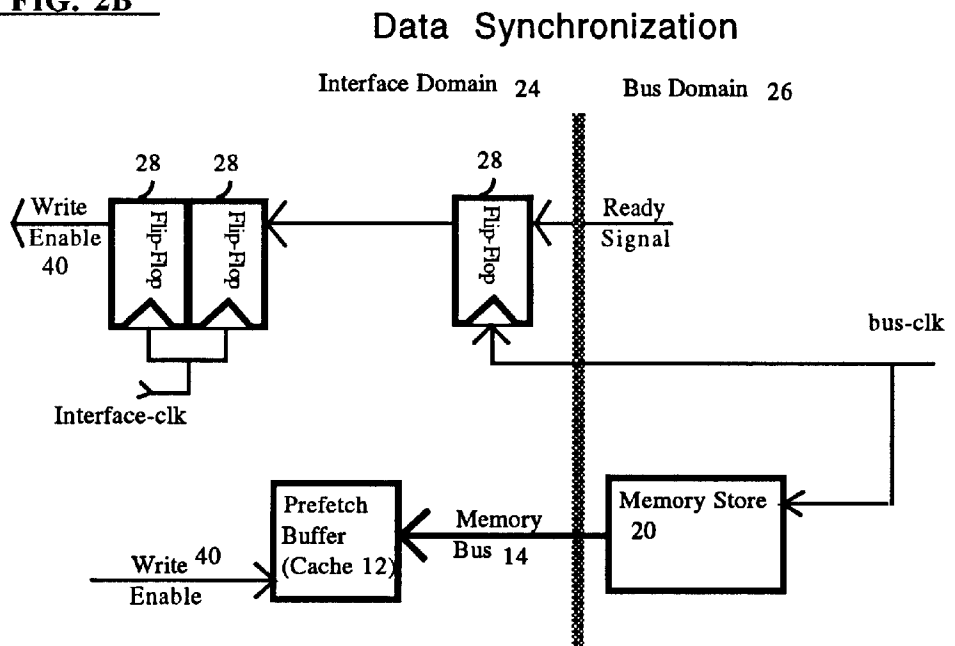 FIG. 2B
Data Synchronization
Interface Domain 24
Bus Domain 26
28
28
28
Write
Enable
40
Flip-Flop
Flip-Flop
Flip-Flop
Ready
Signal
bus-clk
Interface-clk
Prefetch
Buffer
(Cache 12)
Memory
Bus 14
Memory Store
20
Write 40
Enable